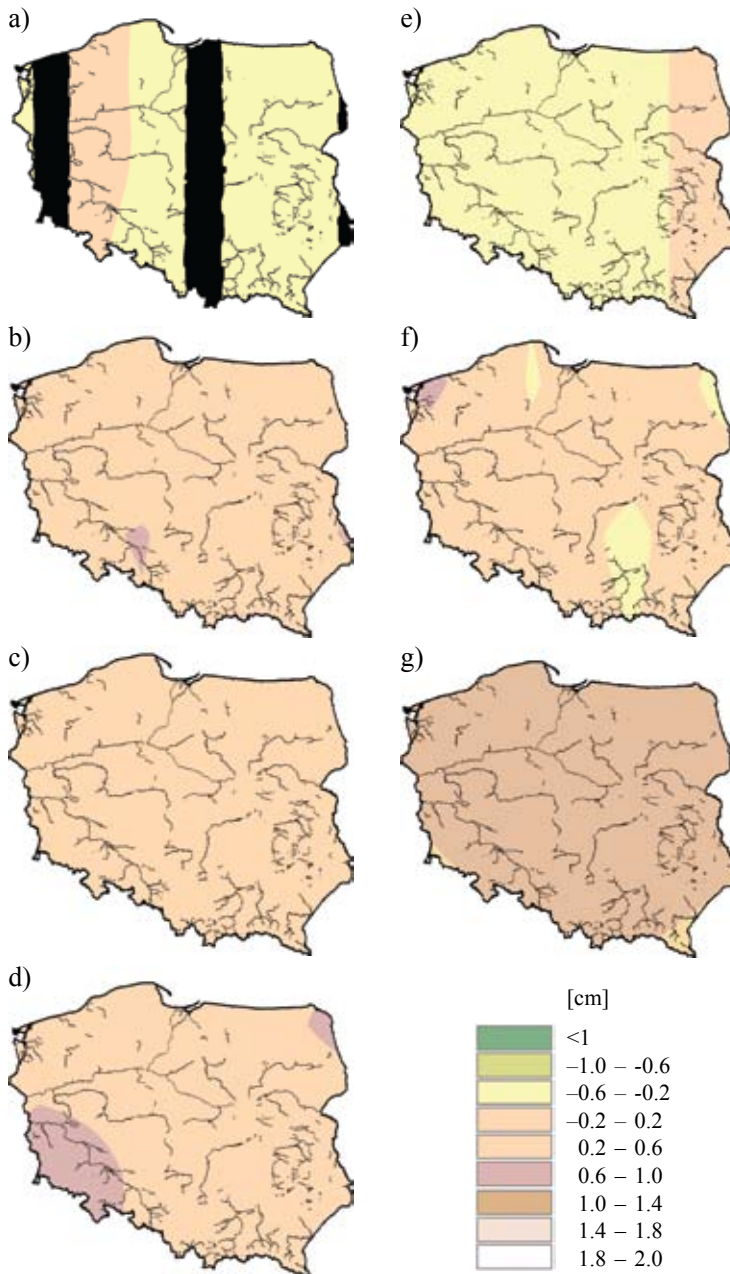 a)
e)
b)
f)
c)
g)
d)
[cm]
<1
–1.0 – -0.6
–0.6 – -0.2
–0.2 – 0.2
0.2 – 0.6
0.6 – 1.0
1.0 – 1.4
1.4 – 1.8
1.8 – 2.0